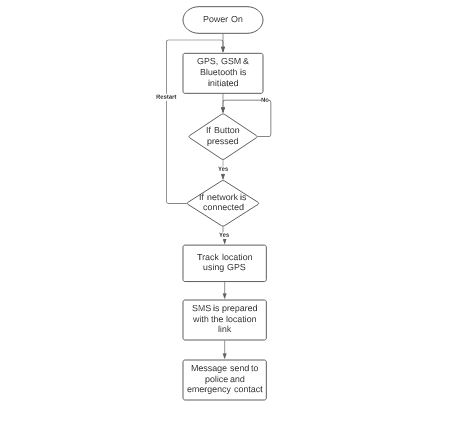 Power On
GPS, GSM &
Bluetooth is
initiated
Restart
No
If Button
pressed
Yes
If network is
connected
Yes
Track location
using GPS
SMS is prepared
with the location
link
Message send to
police and
emergency contact